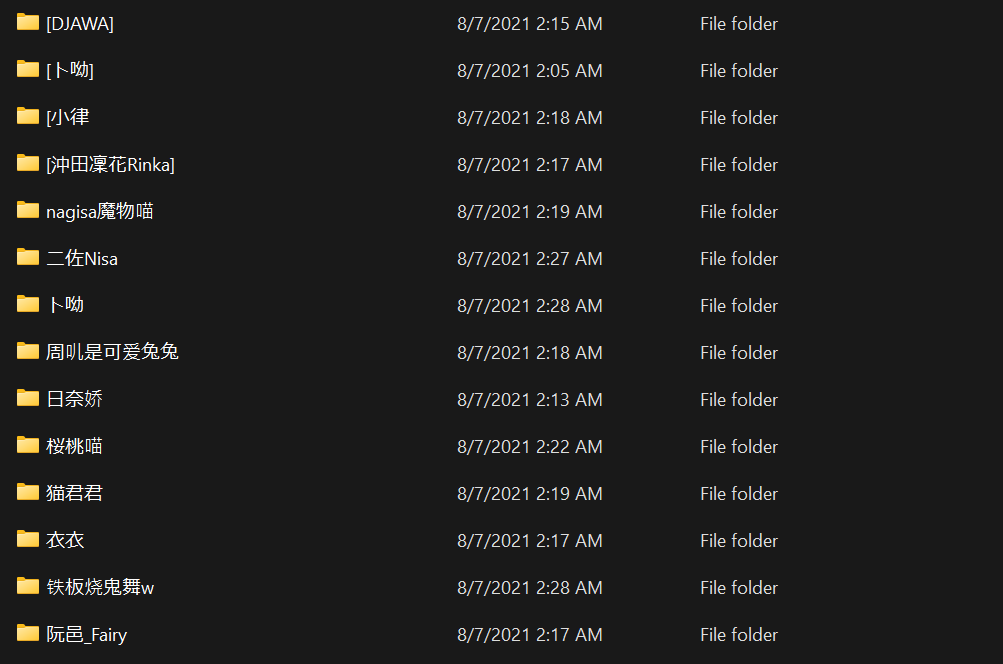 [DJAWA] 8/7/2021 2:15 AM File folder
[卜呦] 8/7/2021 2:05 AM File folder
[小律 8/7/2021 2:18 AM File folder
[沖田凜花Rinka] 8/7/2021 2:17 AM File folder
nagisa魔物喵 8/7/2021 2:19 AM File folder
二佐Nisa 8/7/2021 2:27 AM File folder
卜呦 8/7/2021 2:28 AM File folder
周叽是可爱兔兔 8/7/2021 2:18 AM File folder
日奈娇 8/7/2021 2:13 AM File folder
桜桃喵 8/7/2021 2:22 AM File folder
猫君君 8/7/2021 2:19 AM File folder
衣衣 8/7/2021 2:17 AM File folder
铁板烧鬼舞w 8/7/2021 2:28 AM File folder
阮邑_Fairy 8/7/2021 2:17 AM File folder